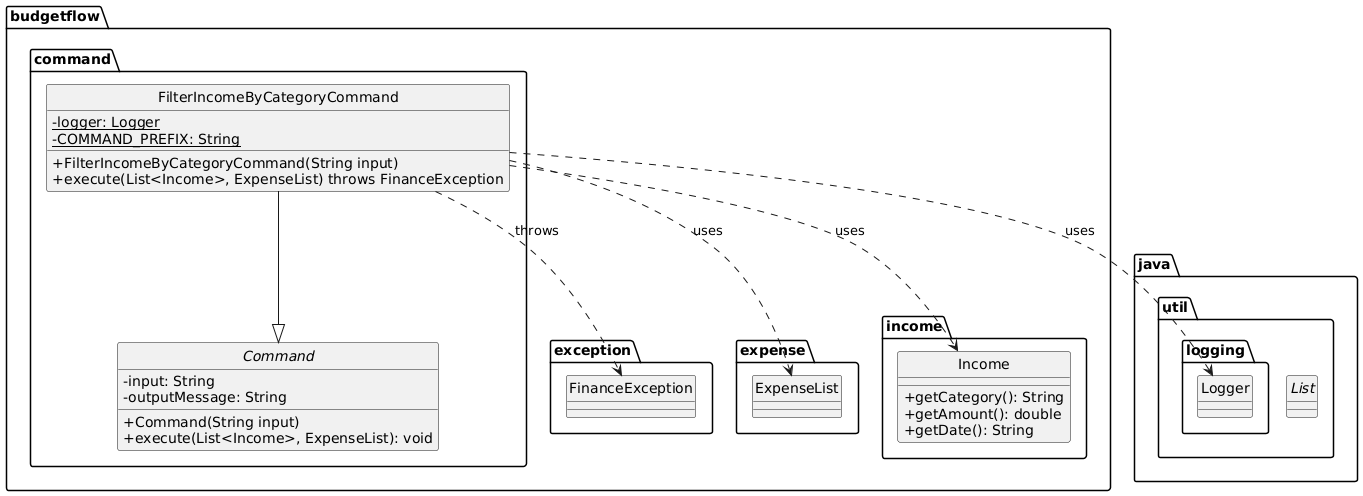 budgetflow
command
FilterIncomeByCategoryCommand
-logger: Logger
-COMMAND_PREFIX: String
+FilterIncomeByCategoryCommand(String input)
+execute(List<Income>, ExpenseList) throws FinanceException
throws
uses
uses
uses
Command
-input: String
-outputMessage: String
+Command(String input)
+execute(List<Income>, ExpenseList): void
exception
FinanceException
expense
ExpenseList
income
Income
+getCategory(): String
+getAmount(): double
+getDate(): String
java
util
logging
Logger
List